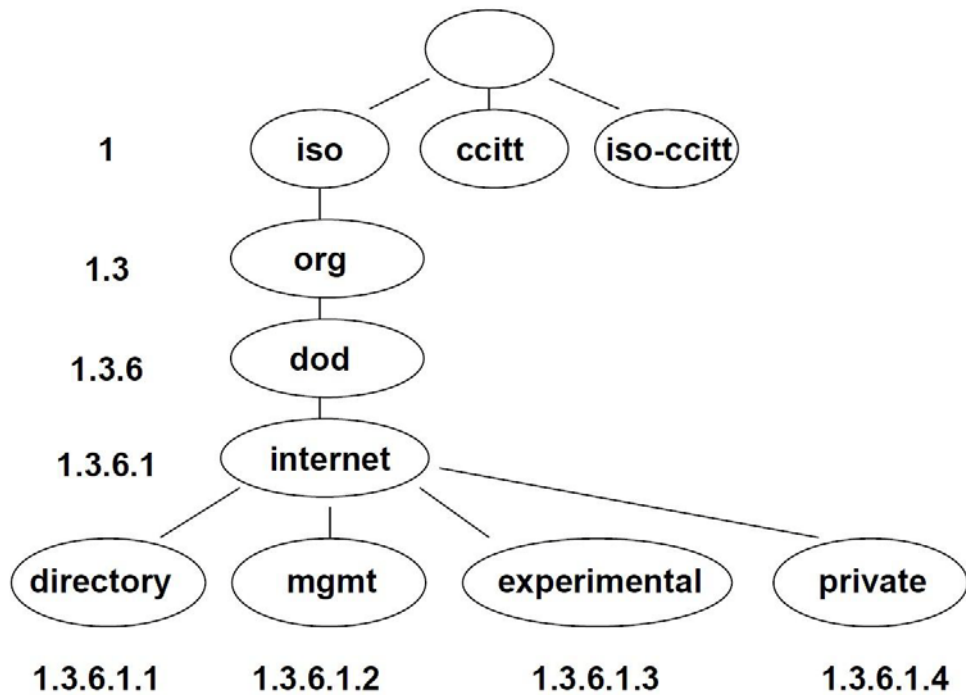 1 iso ccitt iso-ccitt
1.3 org
1.3.6 dod
1.3.6.1 internet
directory mgmt experimental private
1.3.6.1.1 1.3.6.1.2 1.3.6.1.3 1.3.6.1.4